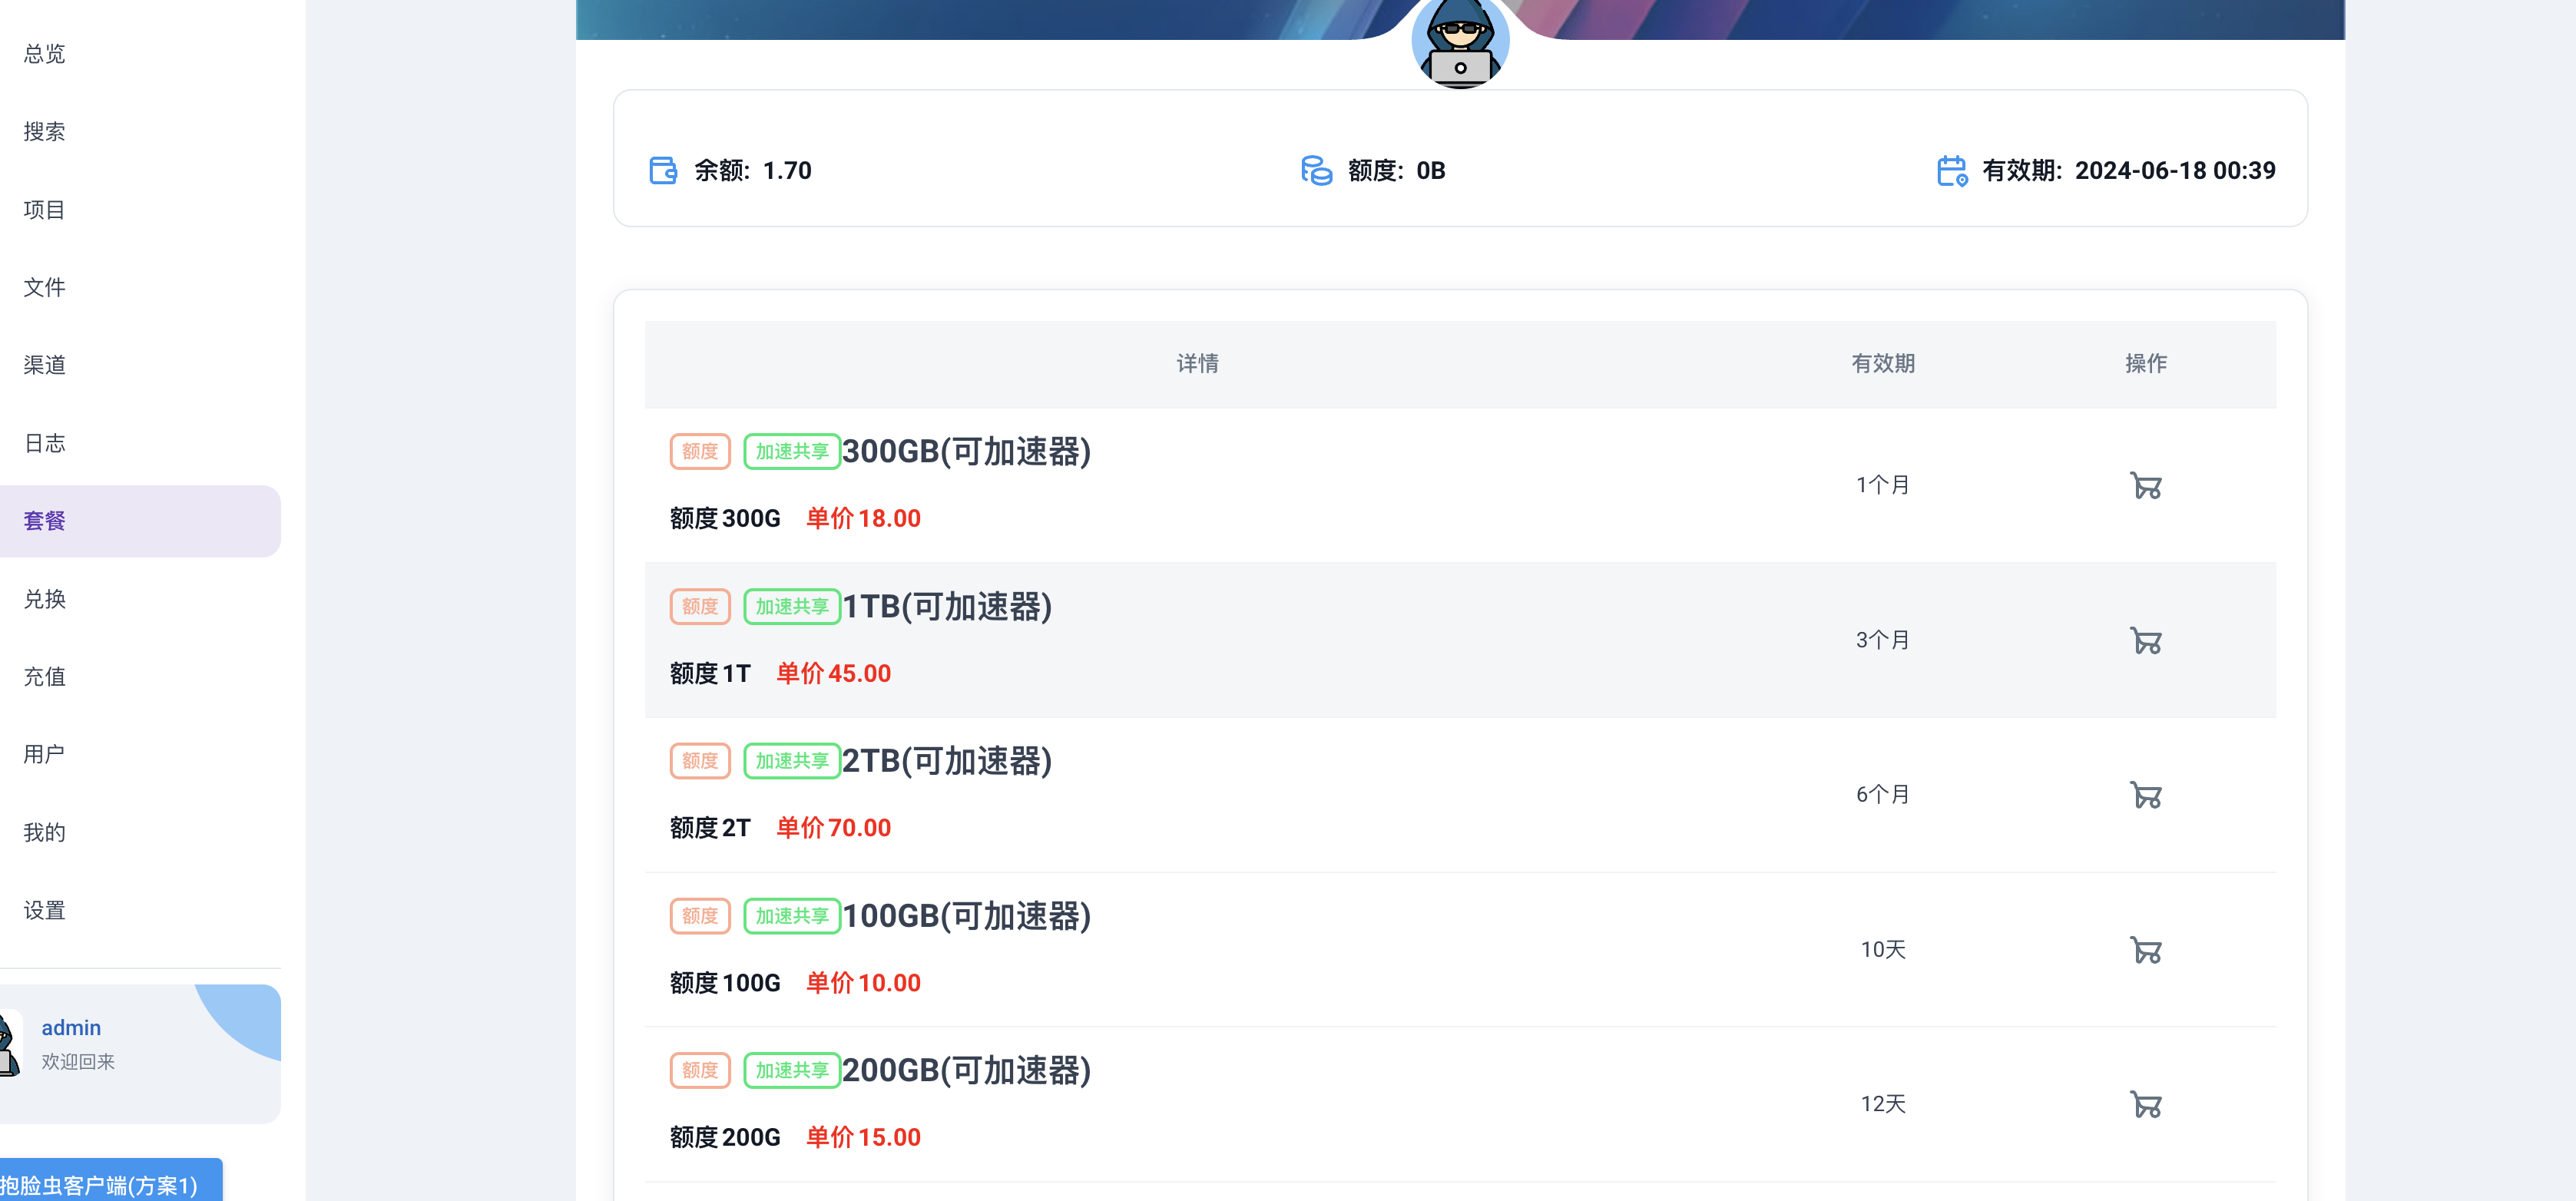 总览
搜索
项目
文件
渠道
日志
套餐
兑换
充值
用户
我的
设置
admin
欢迎回来
抱脸虫客户端(方案1)
余额: 1.70
额度: 0B
有效期: 2024-06-18 00:39
详情 有效期 操作
额度 加速共享 300GB(可加速器)
额度 300G 单价 18.00
1个月
额度 加速共享 1TB(可加速器)
额度 1T 单价 45.00
3个月
额度 加速共享 2TB(可加速器)
额度 2T 单价 70.00
6个月
额度 加速共享 100GB(可加速器)
额度 100G 单价 10.00
10天
额度 加速共享 200GB(可加速器)
额度 200G 单价 15.00
12天